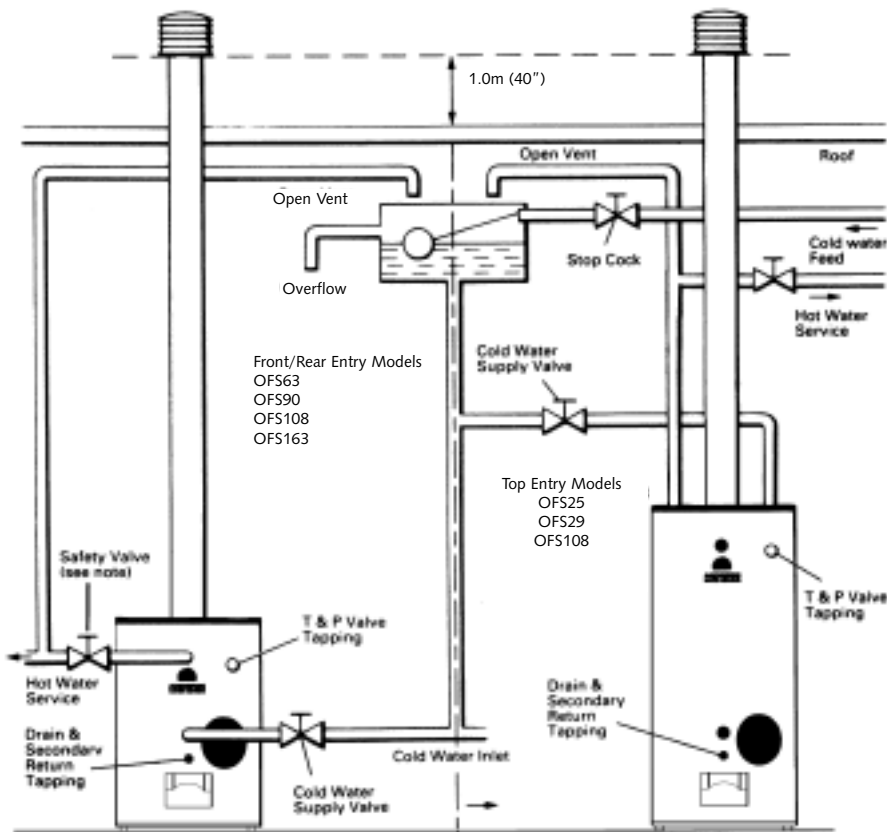 1.0m (40")
Open Vent
Roof
Open Vent
Cold water
Feed
Stop Cock
Overflow
Hot Water
Service
Cold Water
Supply Valve
Front/Rear Entry Models
OFS63
OFS90
OFS108
OFS163
Top Entry Models
OFS25
OFS29
OFS108
Safety Valve
(see note)
T & P Valve
Tapping
T & P Valve
Tapping
Hot Water
Service
Drain &
Secondary
Return
Tapping
Drain &
Secondary
Return
Tapping
Cold Water Inlet
Cold Water
Supply Valve